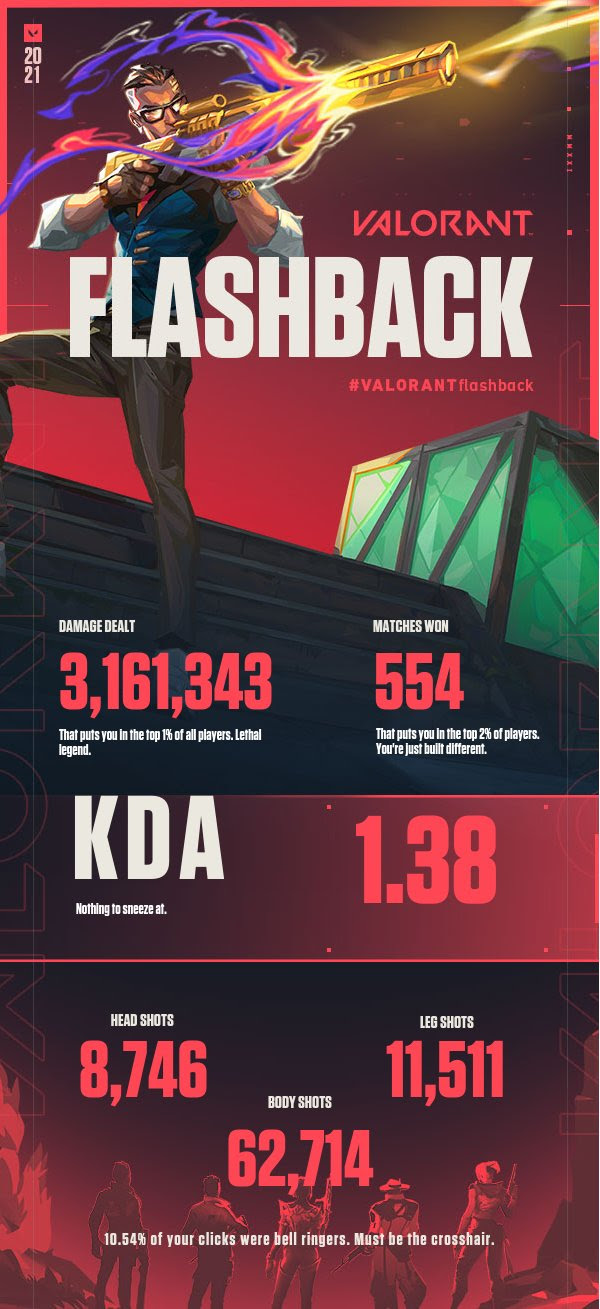 20
21
MMXXI
VALORANT
FLASHBACK
#VALORANTflashback
DAMAGE DEALT
3,161,343
That puts you in the top 1% of all players. Lethal
legend.
MATCHES WON
554
That puts you in the top 2% of players.
You're just built different.
KDA
1.38
Nothing to sneeze at.
HEAD SHOTS
8,746
LEG SHOTS
11,511
BODY SHOTS
62,714
10.54% of your clicks were bell ringers. Must be the crosshair.